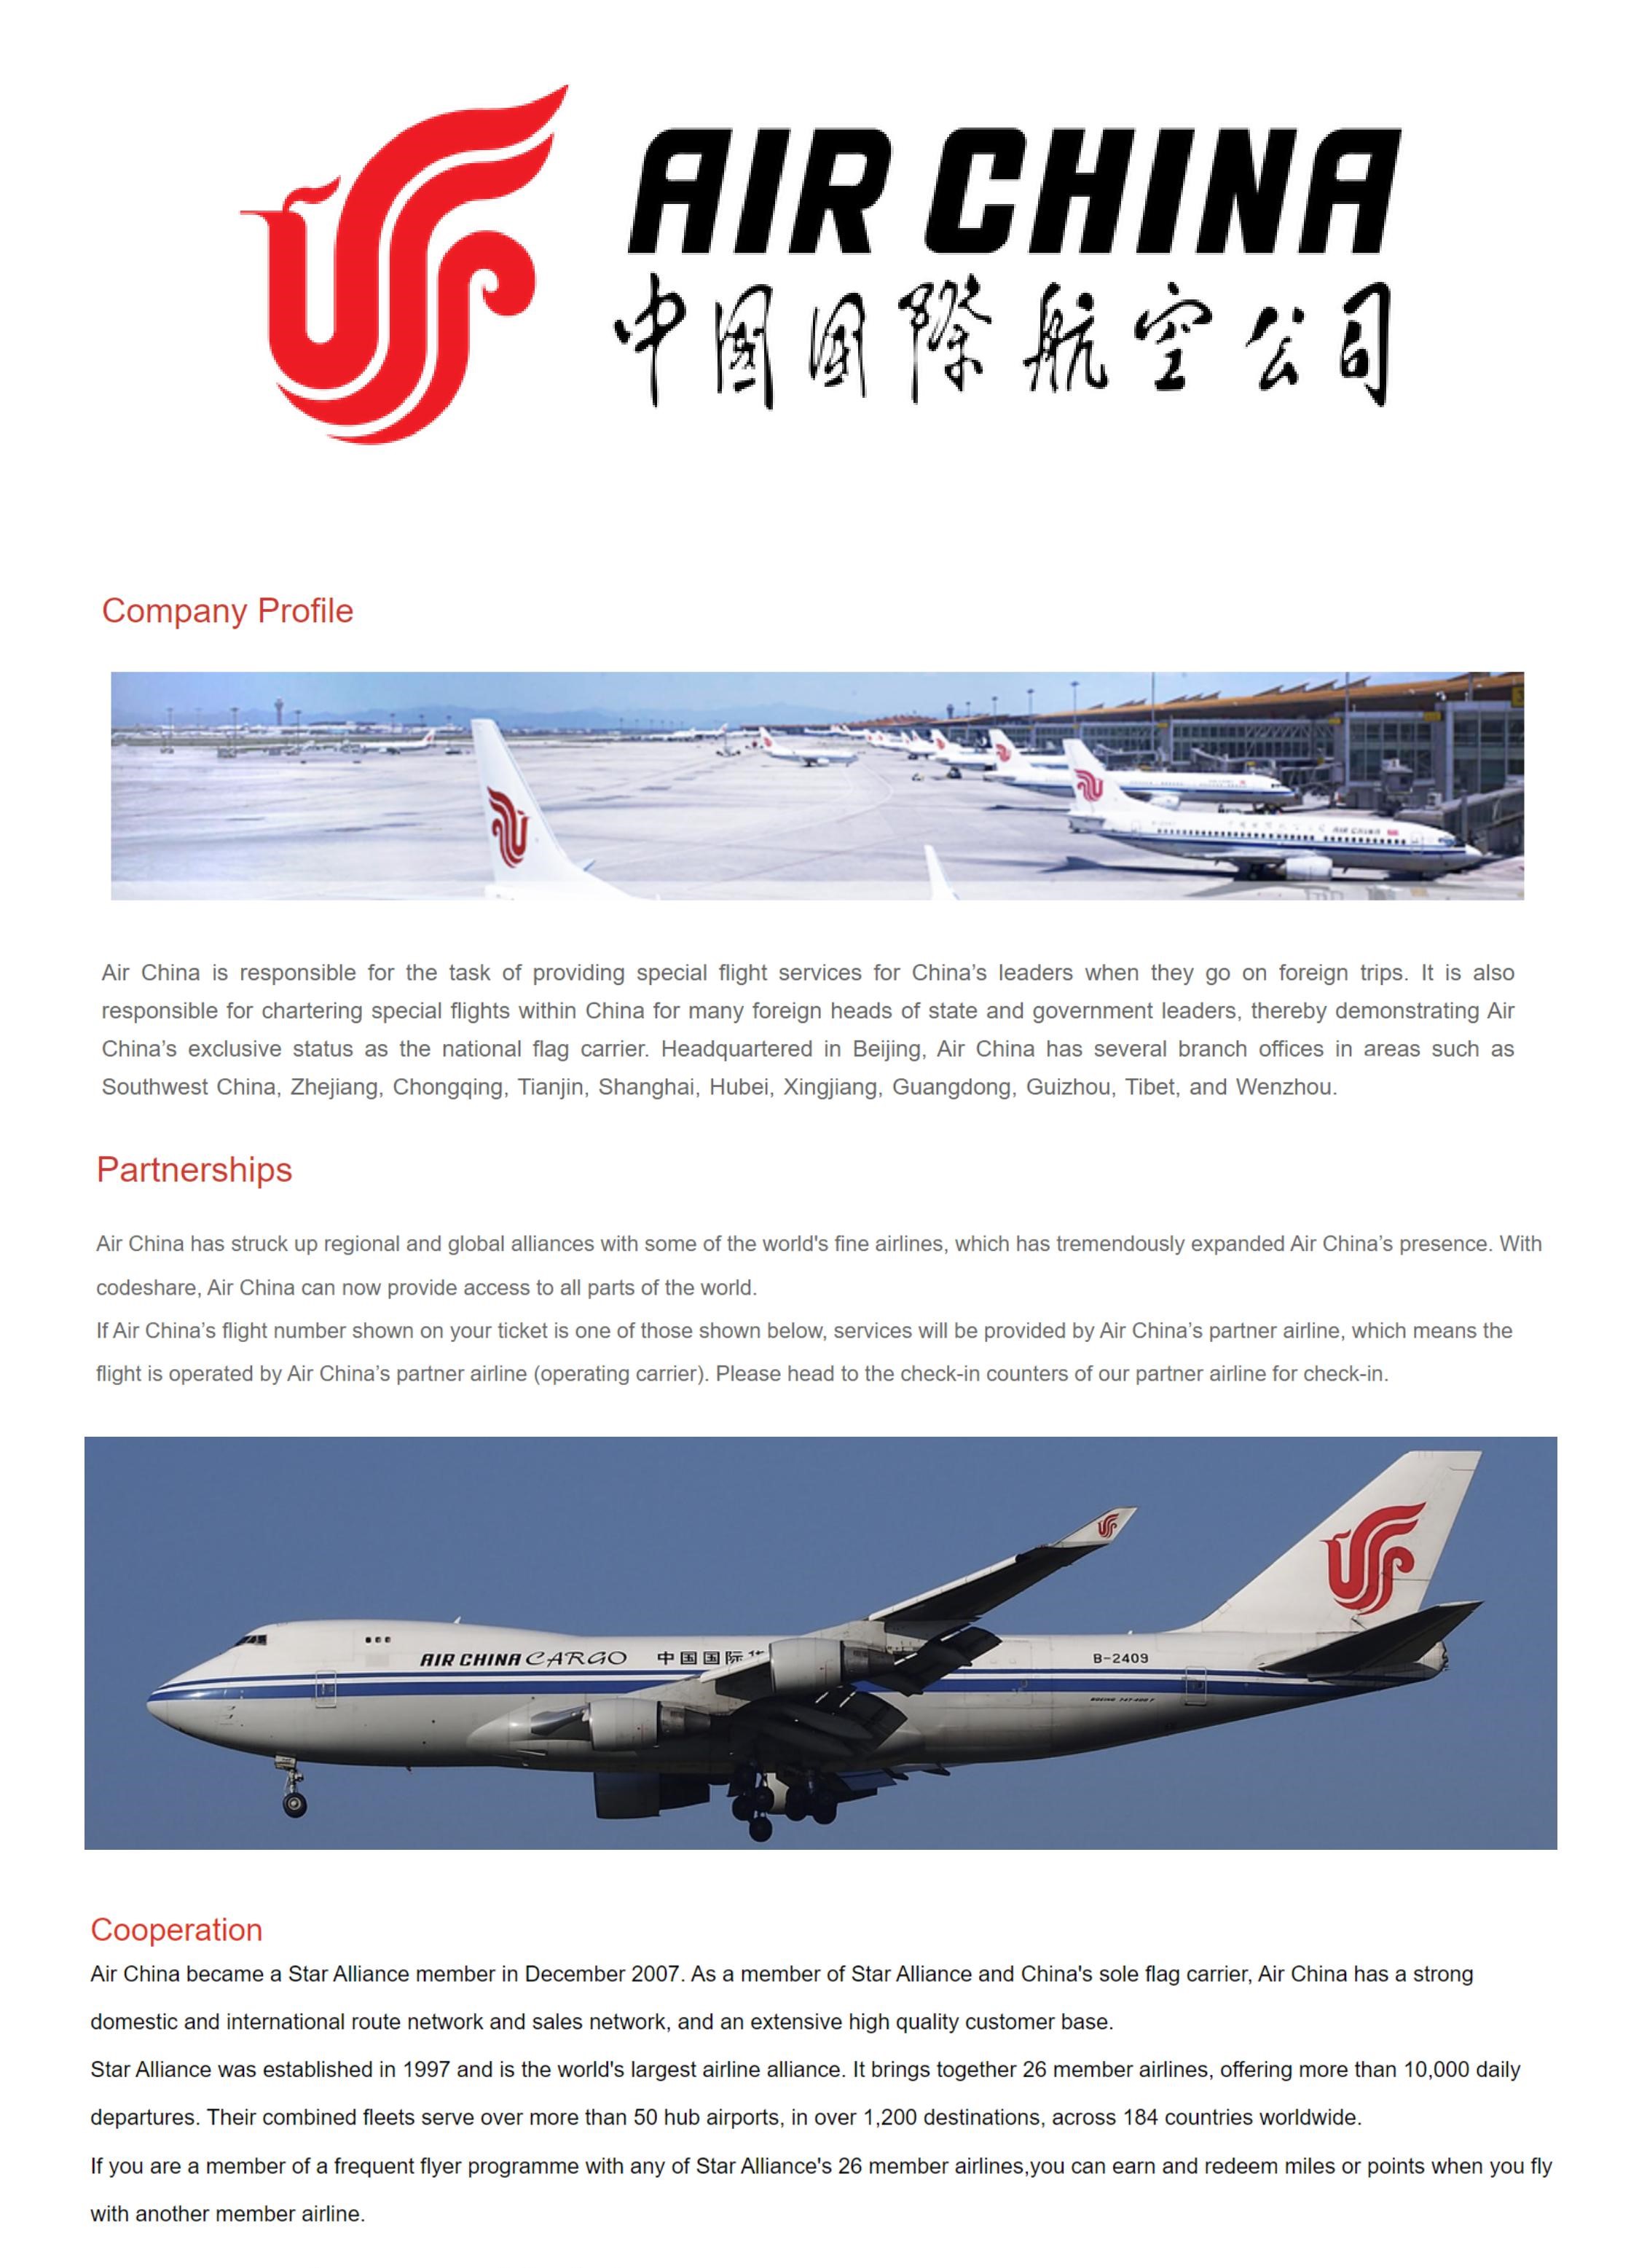 AIR CHINA
中國国際航空公司
Company Profile
AIR CHINA
Air China is responsible for the task of providing special flight services for China’s leaders when they go on foreign trips. It is also
responsible for chartering special flights within China for many foreign heads of state and government leaders, thereby demonstrating Air
China’s exclusive status as the national flag carrier. Headquartered in Beijing, Air China has several branch offices in areas such as
Southwest China, Zhejiang, Chongqing, Tianjin, Shanghai, Hubei, Xingjiang, Guangdong, Guizhou, Tibet, and Wenzhou.
Partnerships
Air China has struck up regional and global alliances with some of the world's fine airlines, which has tremendously expanded Air China’s presence. With
codeshare, Air China can now provide access to all parts of the world.
If Air China’s flight number shown on your ticket is one of those shown below, services will be provided by Air China’s partner airline, which means the
flight is operated by Air China’s partner airline (operating carrier). Please head to the check-in counters of our partner airline for check-in.
AIR CHINA CARGO 中国国际 B-2409
BOEING 747-400F
Cooperation
Air China became a Star Alliance member in December 2007. As a member of Star Alliance and China's sole flag carrier, Air China has a strong
domestic and international route network and sales network, and an extensive high quality customer base.
Star Alliance was established in 1997 and is the world's largest airline alliance. It brings together 26 member airlines, offering more than 10,000 daily
departures. Their combined fleets serve over more than 50 hub airports, in over 1,200 destinations, across 184 countries worldwide.
If you are a member of a frequent flyer programme with any of Star Alliance's 26 member airlines,you can earn and redeem miles or points when you fly
with another member airline.